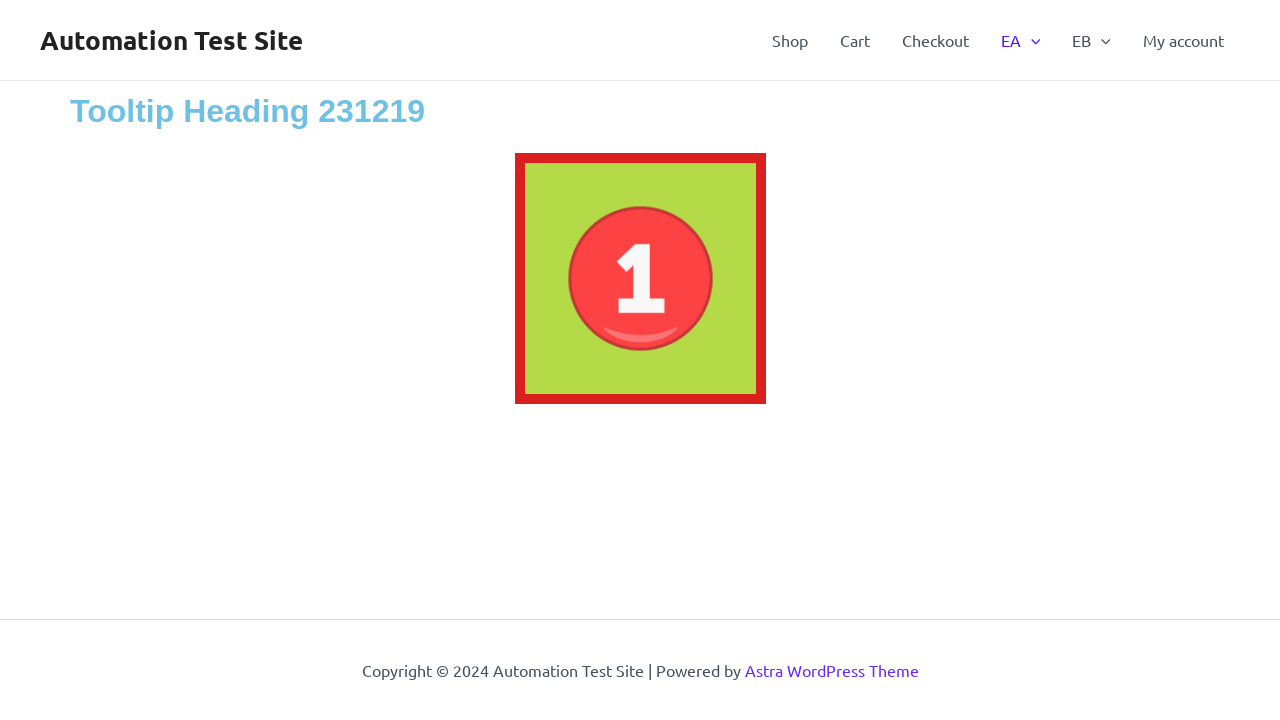 Automation Test Site
Shop Cart Checkout EA EB My account
Tooltip Heading 231219
1
Copyright © 2024 Automation Test Site | Powered by Astra WordPress Theme